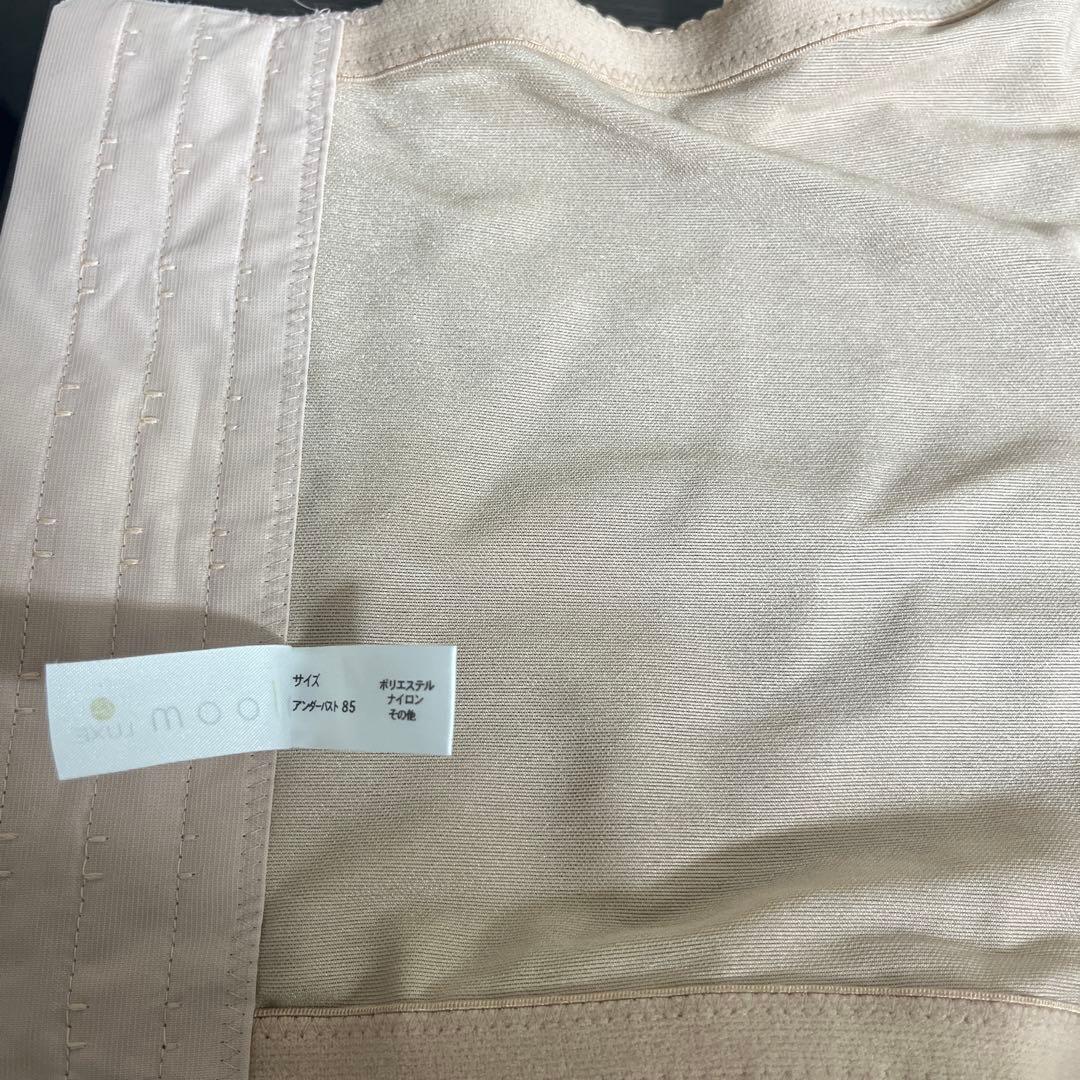 loom
LUXE
サイズ
アンダーバスト 85
ポリエステル
ナイロン
その他